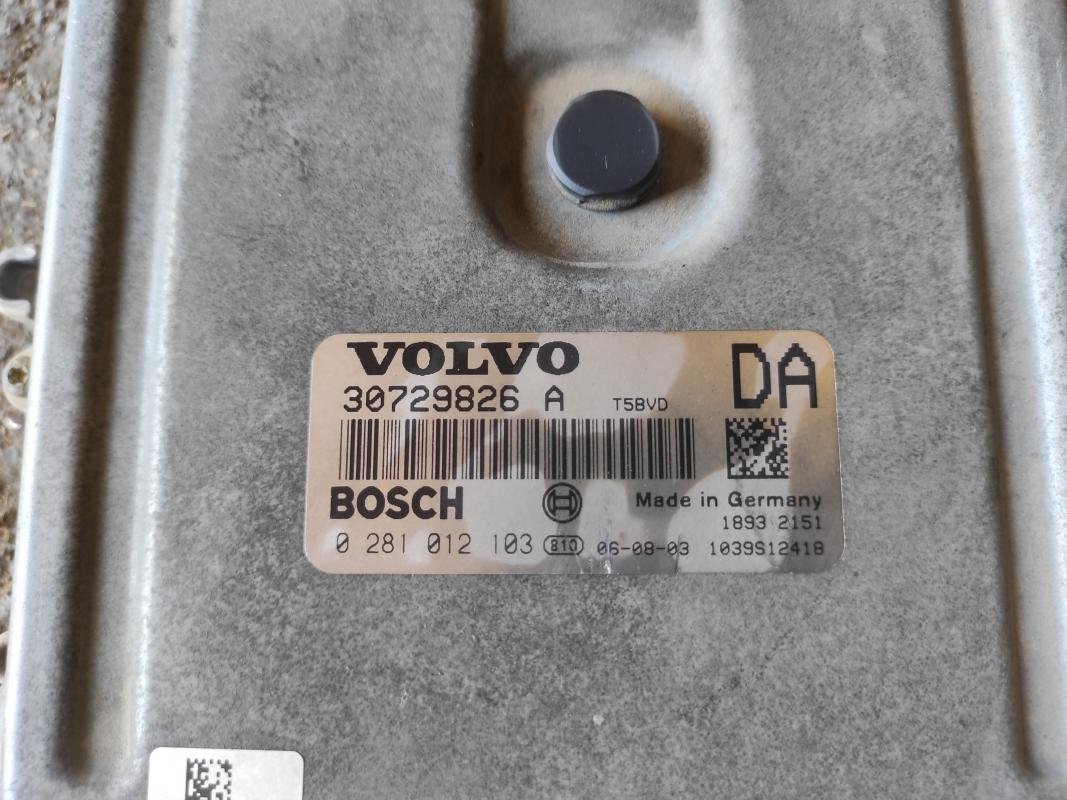 VOLVO
30729826 A T5BVD
DA
BOSCH
Made in Germany
1893 2151
0 281 012 103 810 06-08-03 1039S12418